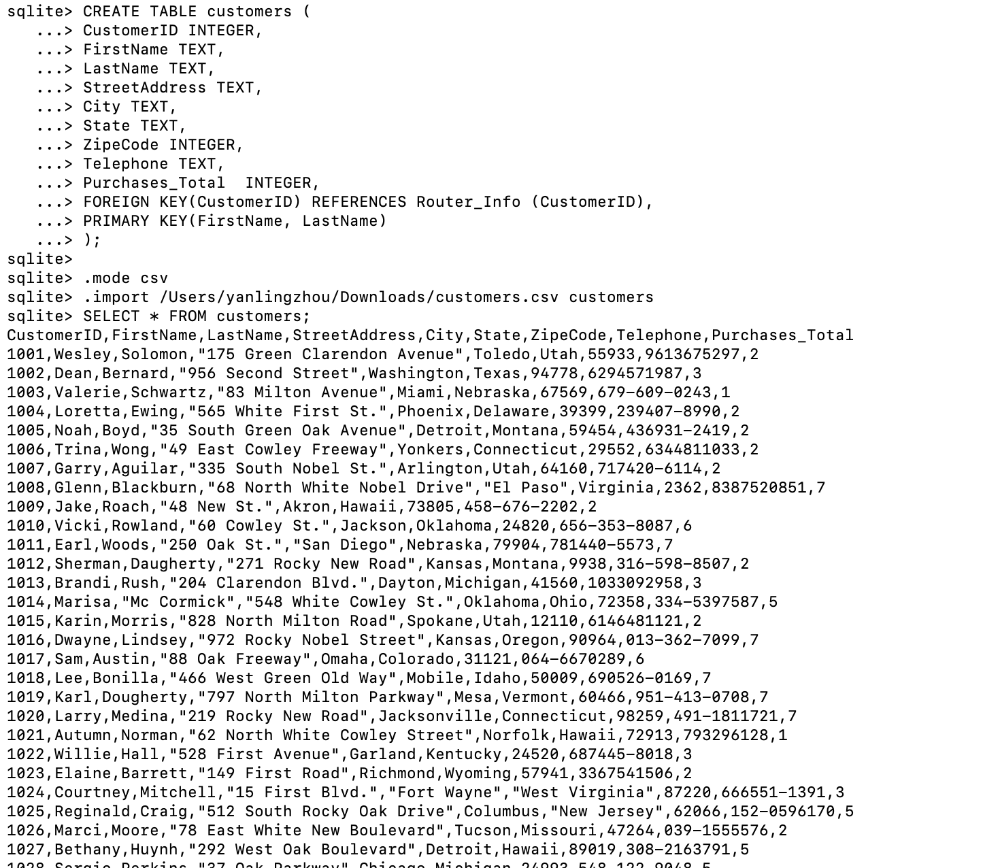 sqlite> CREATE TABLE customers (
...> CustomerID INTEGER,
...> FirstName TEXT,
...> LastName TEXT,
...> StreetAddress TEXT,
...> City TEXT,
...> State TEXT,
...> ZipeCode INTEGER,
...> Telephone TEXT,
...> Purchases_Total  INTEGER,
...> FOREIGN KEY(CustomerID) REFERENCES Router_Info (CustomerID),
...> PRIMARY KEY(FirstName, LastName)
...> );
sqlite>
sqlite> .mode csv
sqlite> .import /Users/yanlingzhou/Downloads/customers.csv customers
sqlite> SELECT * FROM customers;
CustomerID,FirstName,LastName,StreetAddress,City,State,ZipeCode,Telephone,Purchases_Total
1001,Wesley,Solomon,"175 Green Clarendon Avenue",Toledo,Utah,55933,9613675297,2
1002,Dean,Bernard,"956 Second Street",Washington,Texas,94778,6294571987,3
1003,Valerie,Schwartz,"83 Milton Avenue",Miami,Nebraska,67569,679-609-0243,1
1004,Loretta,Ewing,"565 White First St.",Phoenix,Delaware,39399,239407-8990,2
1005,Noah,Boyd,"35 South Green Oak Avenue",Detroit,Montana,59454,436931-2419,2
1006,Trina,Wong,"49 East Cowley Freeway",Yonkers,Connecticut,29552,6344811033,2
1007,Garry,Aguilar,"335 South Nobel St.",Arlington,Utah,64160,717420-6114,2
1008,Glenn,Blackburn,"68 North White Nobel Drive","El Paso",Virginia,2362,8387520851,7
1009,Jake,Roach,"48 New St.",Akron,Hawaii,73805,458-676-2202,2
1010,Vicki,Rowland,"60 Cowley St.",Jackson,Oklahoma,24820,656-353-8087,6
1011,Earl,Woods,"250 Oak St.","San Diego",Nebraska,79904,781440-5573,7
1012,Sherman,Daugherty,"271 Rocky New Road",Kansas,Montana,9938,316-598-8507,2
1013,Brandi,Rush,"204 Clarendon Blvd.",Dayton,Michigan,41560,1033092958,3
1014,Marisa,"Mc Cormick","548 White Cowley St.",Oklahoma,Ohio,72358,334-5397587,5
1015,Karin,Morris,"828 North Milton Road",Spokane,Utah,12110,6146481121,2
1016,Dwayne,Lindsey,"972 Rocky Nobel Street",Kansas,Oregon,90964,013-362-7099,7
1017,Sam,Austin,"88 Oak Freeway",Omaha,Colorado,31121,064-6670289,6
1018,Lee,Bonilla,"466 West Green Old Way",Mobile,Idaho,50009,690526-0169,7
1019,Karl,Dougherty,"797 North Milton Parkway",Mesa,Vermont,60466,951-413-0708,7
1020,Larry,Medina,"219 Rocky New Road",Jacksonville,Connecticut,98259,491-1811721,7
1021,Autumn,Norman,"62 North White Cowley Street",Norfolk,Hawaii,72913,793296128,1
1022,Willie,Hall,"528 First Avenue",Garland,Kentucky,24520,687445-8018,3
1023,Elaine,Barrett,"149 First Road",Richmond,Wyoming,57941,3367541506,2
1024,Courtney,Mitchell,"15 First Blvd.","Fort Wayne","West Virginia",87220,666551-1391,3
1025,Reginald,Craig,"512 South Rocky Oak Drive",Columbus,"New Jersey",62066,152-0596170,5
1026,Marci,Moore,"78 East White New Boulevard",Tucson,Missouri,47264,039-1555576,2
1027,Bethany,Huynh,"292 West Oak Boulevard",Detroit,Hawaii,89019,308-2163791,5
1028,Sergio,Perkins,"37 Oak Parkway",Chicago,Michigan,24993,548-122-9048,5